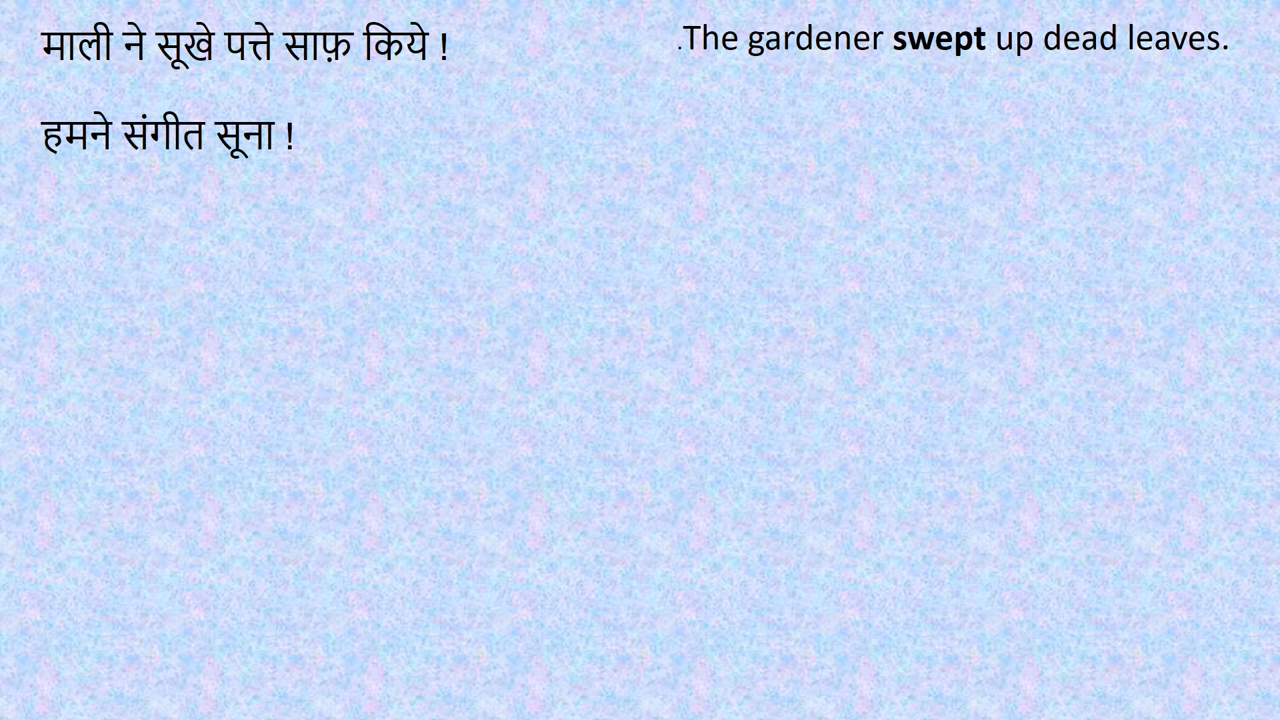 माली ने सूखे पत्ते साफ़ किये !
.The gardener swept up dead leaves.
हमने संगीत सूना !